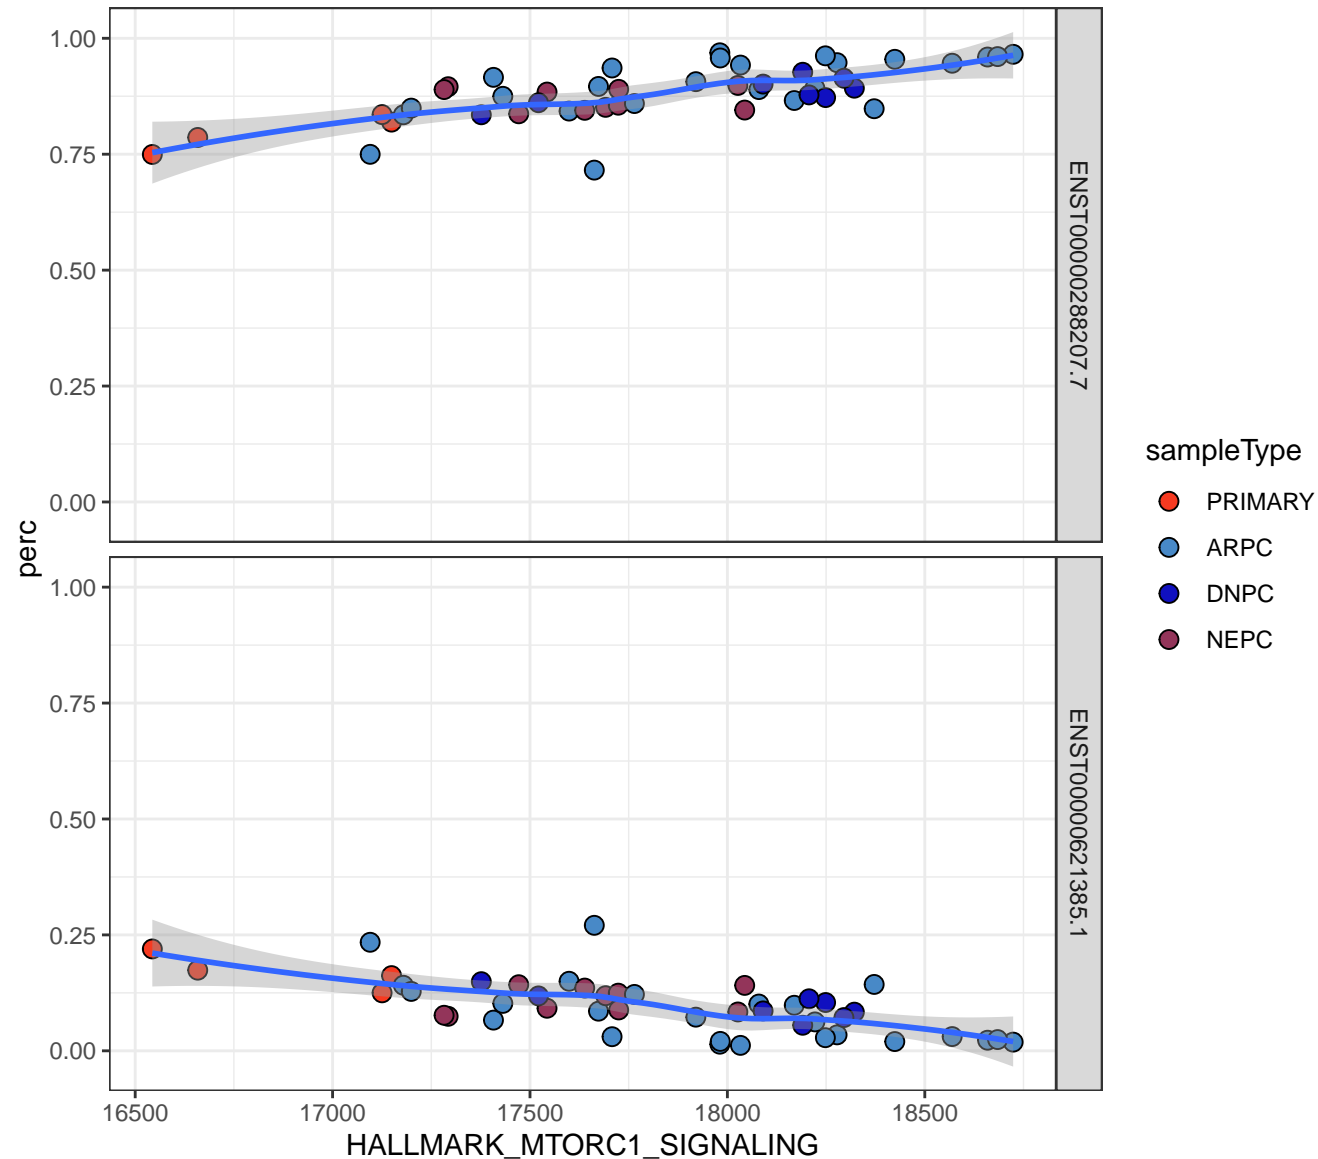 1.00
0.75
0.50
0.25
0.00
ENST00000288207.7
perc
1.00
0.75
0.50
0.25
0.00
ENST00000621385.1
16500 17000 17500 18000 18500
HALLMARK_MTORC1_SIGNALING
sampleType
PRIMARY
ARPC
DNPC
NEPC